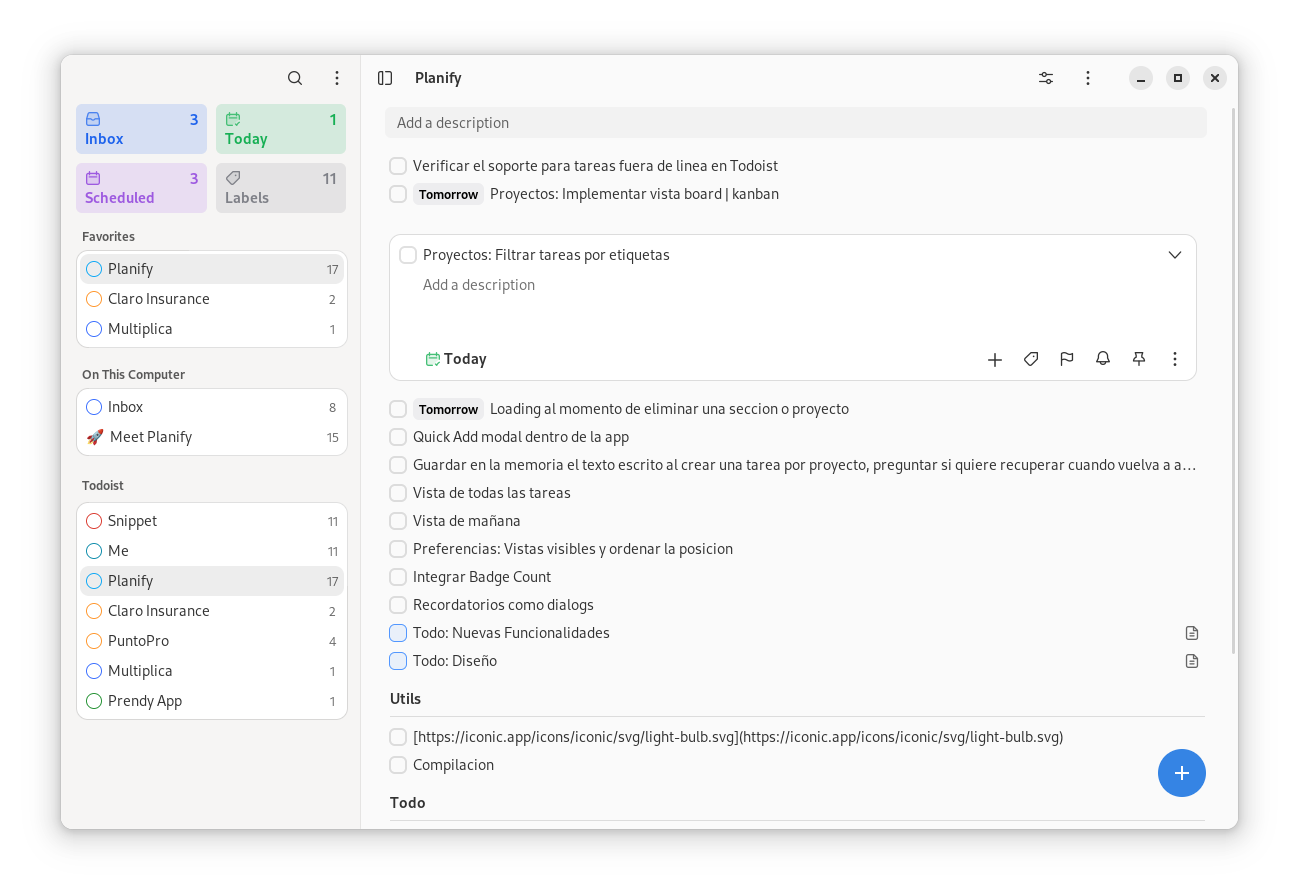 Planify
Inbox 3
Today 1
Scheduled 3
Labels 11
Favorites
Planify 17
Claro Insurance 2
Multiplica 1
On This Computer
Inbox 8
Meet Planify 15
Todoist
Snippet 11
Me 11
Planify 17
Claro Insurance 2
PuntoPro 4
Multiplica 1
Prendy App 1
Add a description
Verificar el soporte para tareas fuera de linea en Todoist
Tomorrow Proyectos: Implementar vista board | kanban
Proyectos: Filtrar tareas por etiquetas
Add a description
Today
Tomorrow Loading al momento de eliminar una seccion o proyecto
Quick Add modal dentro de la app
Guardar en la memoria el texto escrito al crear una tarea por proyecto, preguntar si quiere recuperar cuando vuelva a a…
Vista de todas las tareas
Vista de mañana
Preferencias: Vistas visibles y ordenar la posicion
Integrar Badge Count
Recordatorios como dialogs
Todo: Nuevas Funcionalidades
Todo: Diseño
Utils
[https://iconic.app/icons/iconic/svg/light-bulb.svg](https://iconic.app/icons/iconic/svg/light-bulb.svg)
Compilacion
Todo